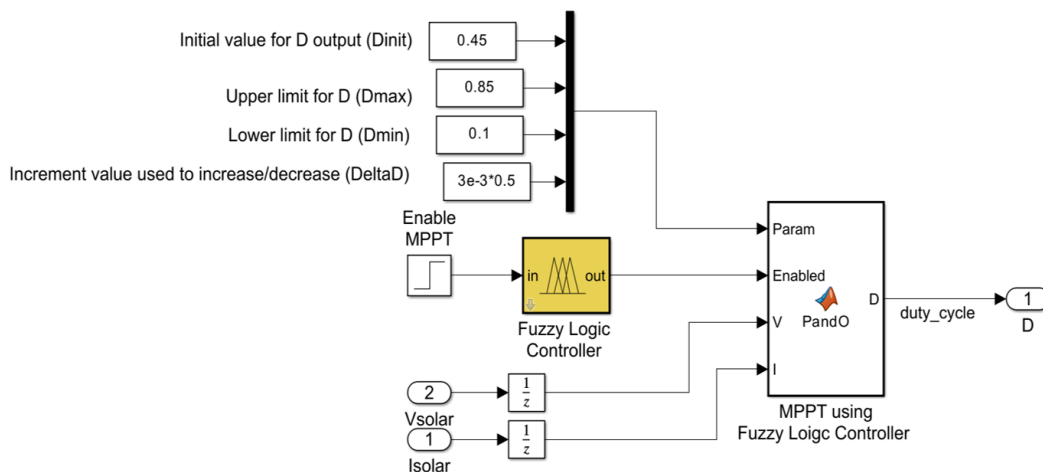 Initial value for D output (Dinit)
0.45
Upper limit for D (Dmax)
0.85
Lower limit for D (Dmin)
0.1
Increment value used to increase/decrease (DeltaD)
3e-3*0.5
Enable
MPPT
in
out
Fuzzy Logic
Controller
2
Vsolar
1
z
1
Isolar
1
z
Param
Enabled
V
I
PandO
D
MPPT using
Fuzzy Loigc Controller
duty_cycle
1
D